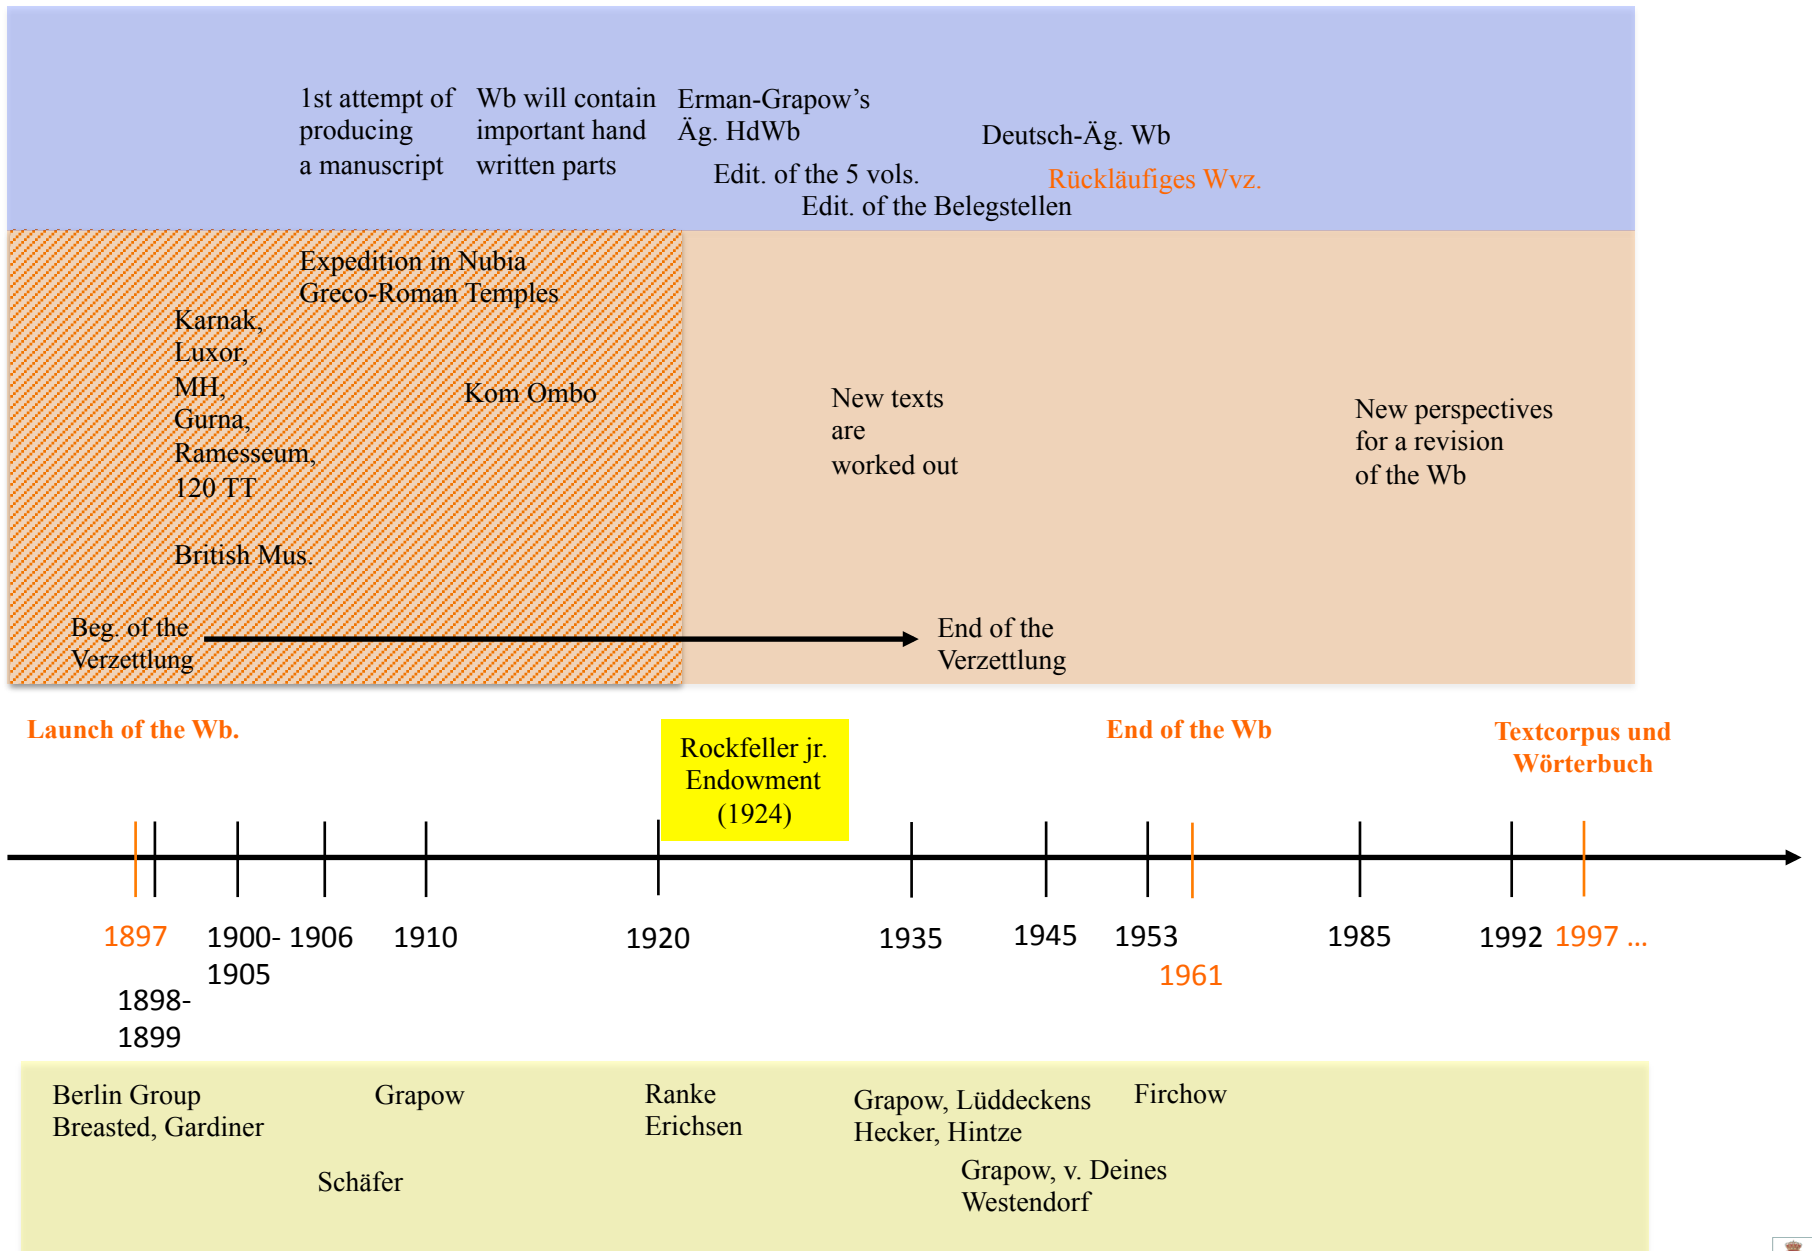 1st attempt of
producing
a manuscript
Wb will contain
important hand
written parts
Erman-Grapow’s
Äg. HdWb
Edit. of the 5 vols.
Edit. of the Belegstellen
Deutsch-Äg. Wb
Rückläufiges Wvz.
Expedition in Nubia
Greco-Roman Temples
Karnak,
Luxor,
MH,
Gurna,
Ramesseum,
120 TT
British Mus.
Kom Ombo
New texts
are
worked out
New perspectives
for a revision
of the Wb
Beg. of the
Verzettlung
End of the
Verzettlung
Launch of the Wb.
Rockfeller jr.
Endowment
(1924)
End of the Wb
Textcorpus und
Wörterbuch
1897
1898-
1899
1900-
1905
1906
1910
1920
1935
1945
1953
1961
1985
1992
1997 ...
Berlin Group
Breasted, Gardiner
Grapow
Schäfer
Ranke
Erichsen
Grapow, Lüddeckens
Hecker, Hintze
Grapow, v. Deines
Westendorf
Firchow